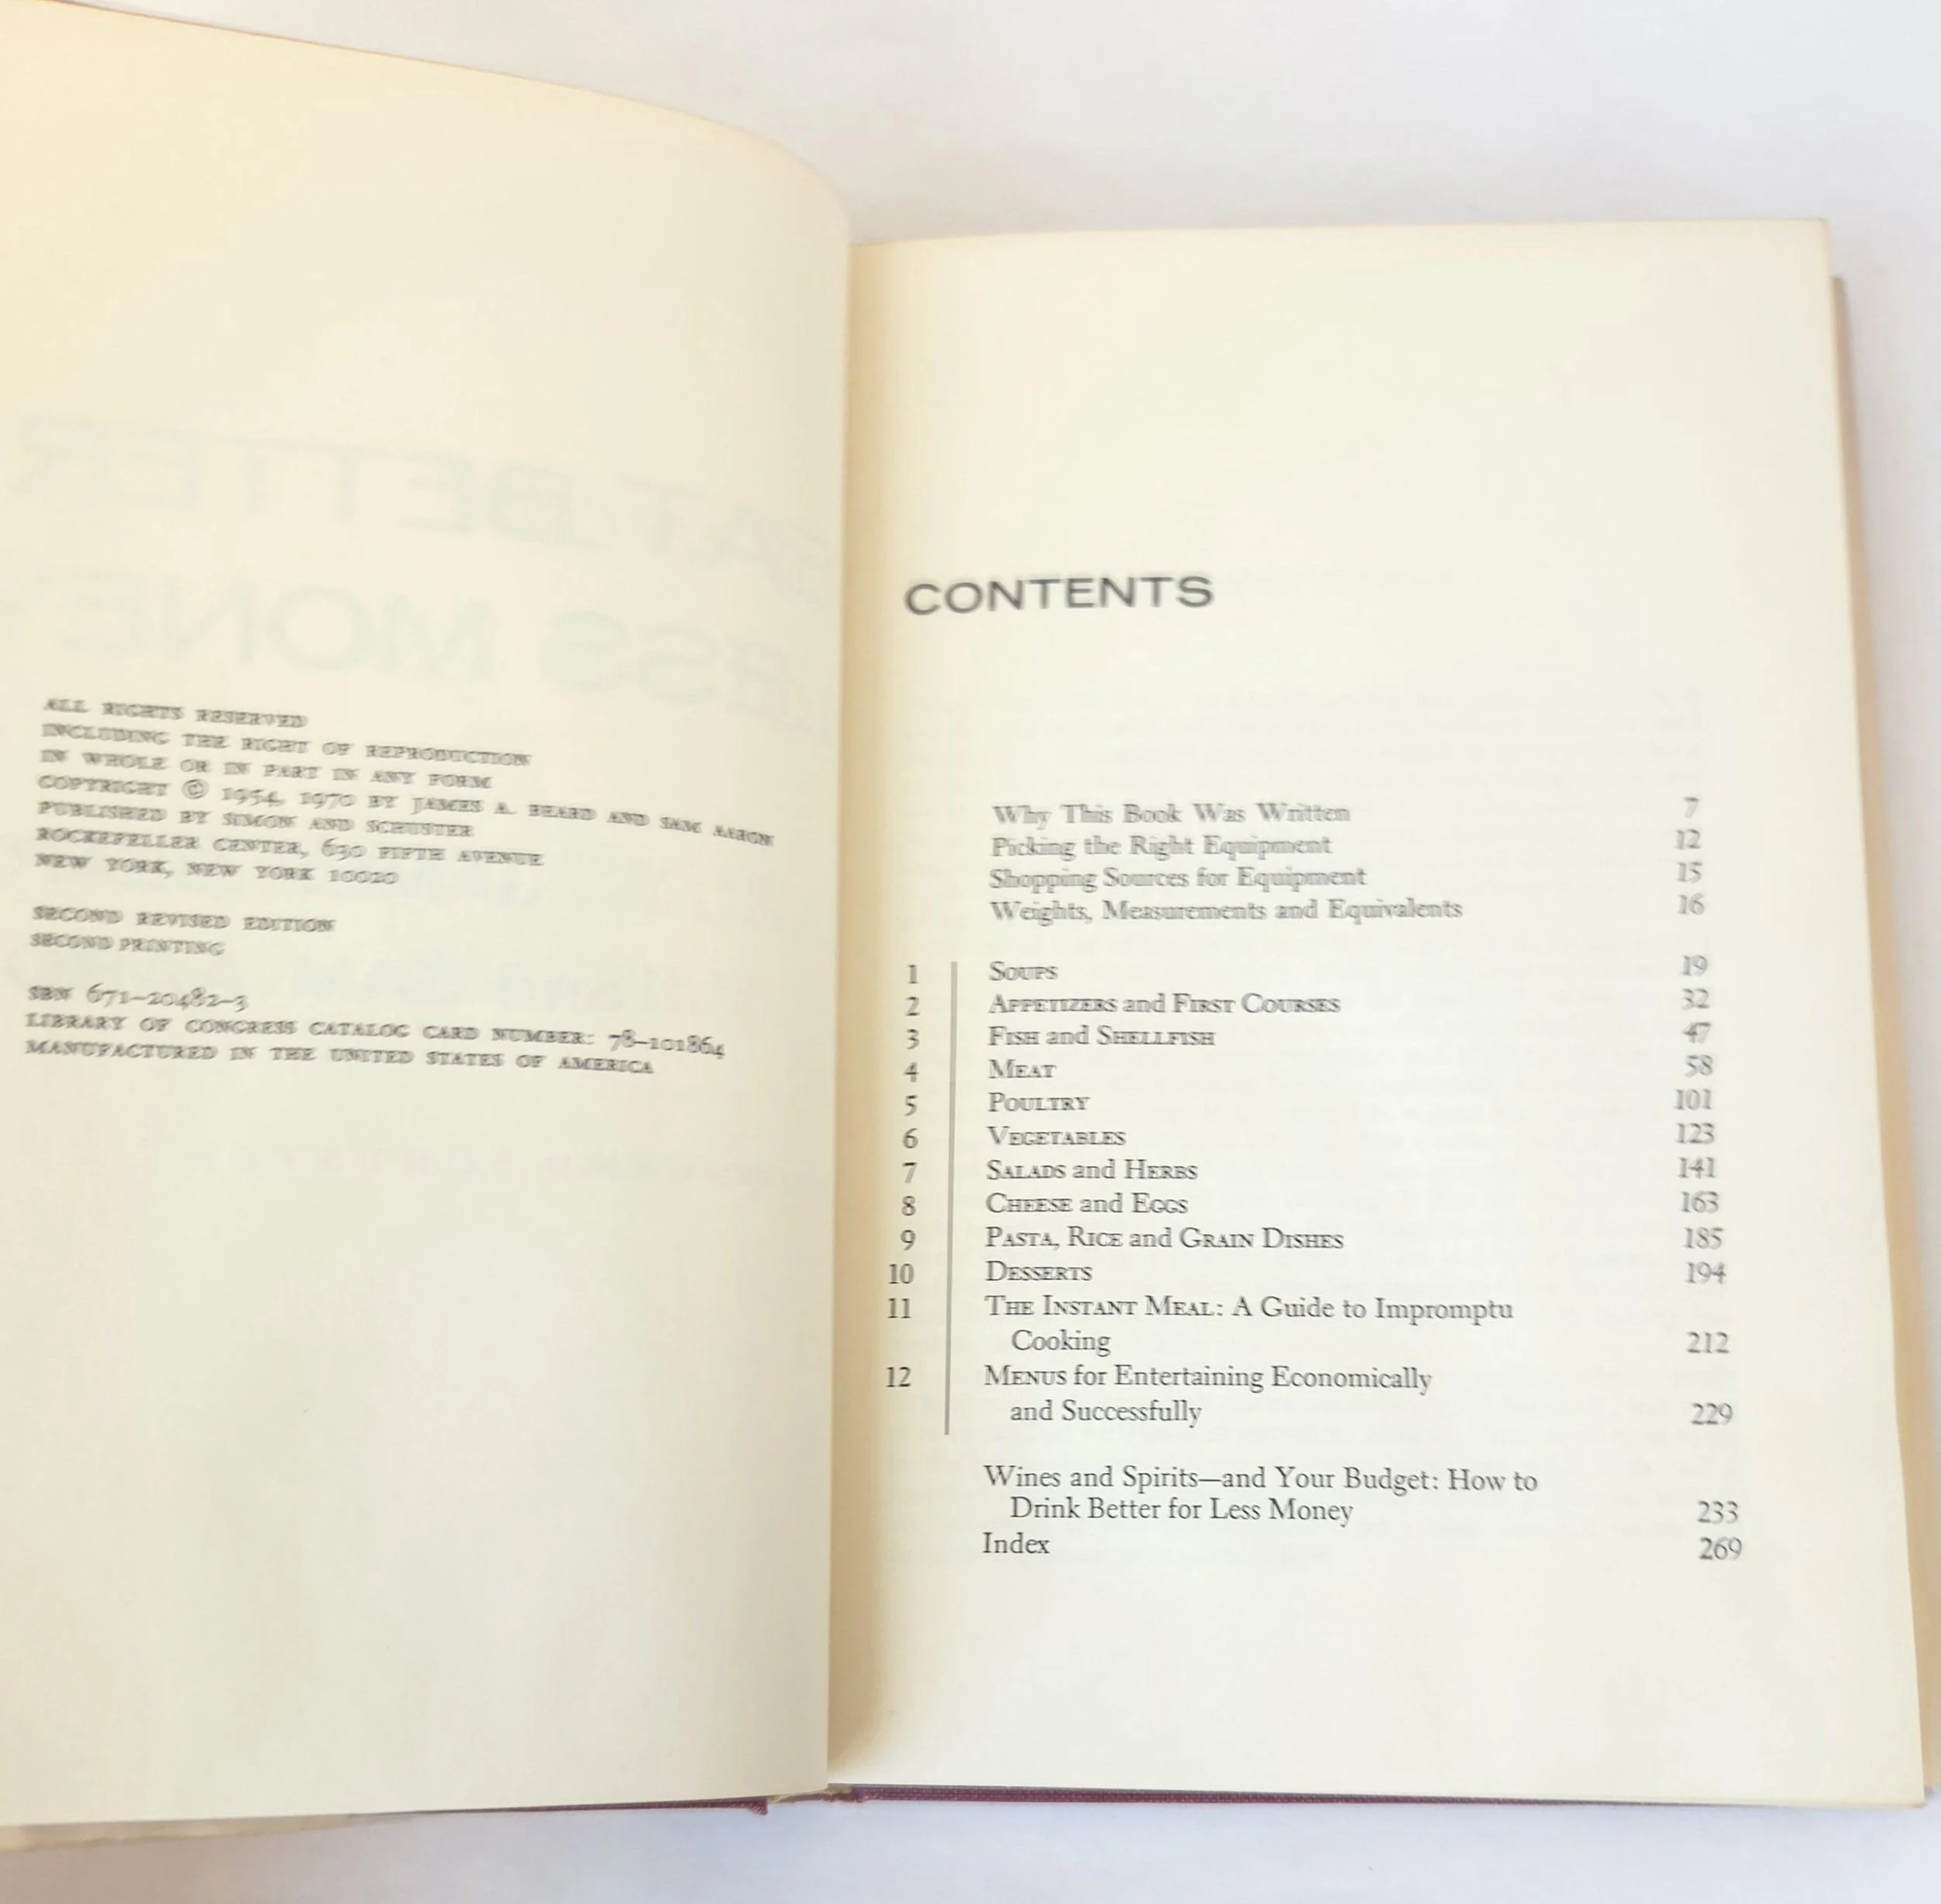 ALL RIGHTS RESERVED
INCLUDING THE RIGHT OF REPRODUCTION
IN WHOLE OR IN PART IN ANY FORM
COPYRIGHT © 1954, 1970 BY JAMES A. BEARD AND SAM AARON
PUBLISHED BY SIMON AND SCHUSTER
ROCKEFELLER CENTER, 630 FIFTH AVENUE
NEW YORK, NEW YORK 10020
SECOND REVISED EDITION
SECOND PRINTING
SBN 671–20482–3
LIBRARY OF CONGRESS CATALOG CARD NUMBER: 78–101864
MANUFACTURED IN THE UNITED STATES OF AMERICA
CONTENTS
Why This Book Was Written 7
Picking the Right Equipment 12
Shopping Sources for Equipment 15
Weights, Measurements and Equivalents 16
1 SOUPS 19
2 APPETIZERS and FIRST COURSES 32
3 FISH and SHELLFISH 47
4 MEAT 58
5 POULTRY 101
6 VEGETABLES 123
7 SALADS and HERBS 141
8 CHEESE and EGGS 163
9 PASTA, RICE and GRAIN DISHES 185
10 DESSERTS 194
11 THE INSTANT MEAL: A Guide to Impromptu
Cooking 212
12 MENUS for Entertaining Economically
and Successfully 229
Wines and Spirits—and Your Budget: How to
Drink Better for Less Money 233
Index 269